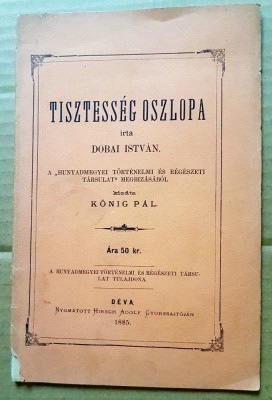 TISZTESSÉG OSZLOPA
írta
DOBAI ISTVÁN.
A „HUNYADMEGYEI TÖRTÉNELMI ÉS RÉGÉSZETI
TÁRSULAT“ MEGBIZÁSÁBÓL
kiadta
KÖNIG PÁL
Ára 50 kr.
A HUNYADMEGYEI TÖRTÉNELMI ÉS RÉGÉSZETI TÁRSU-
LAT TULAJDONA.
DÉVA
NYOMATOTT HIRSCH ADOLF GYORSSAJTÓJÁN
1885.